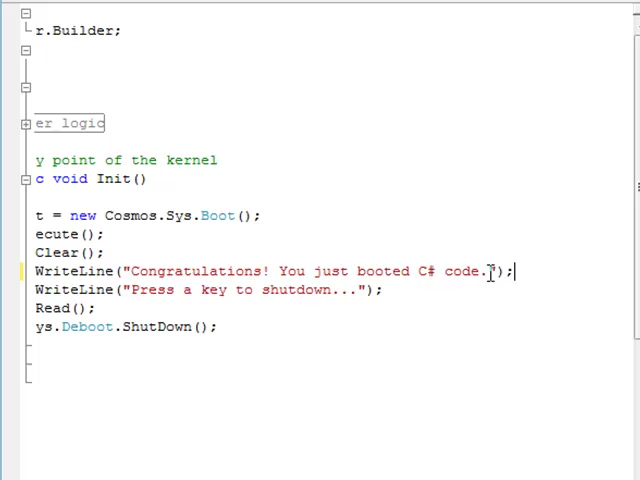 r.Builder;
er logic
y point of the kernel
c void Init()
t = new Cosmos.Sys.Boot();
ecute();
Clear();
WriteLine("Congratulations! You just booted C# code.");
WriteLine("Press a key to shutdown...");
Read();
ys.Deboot.ShutDown();